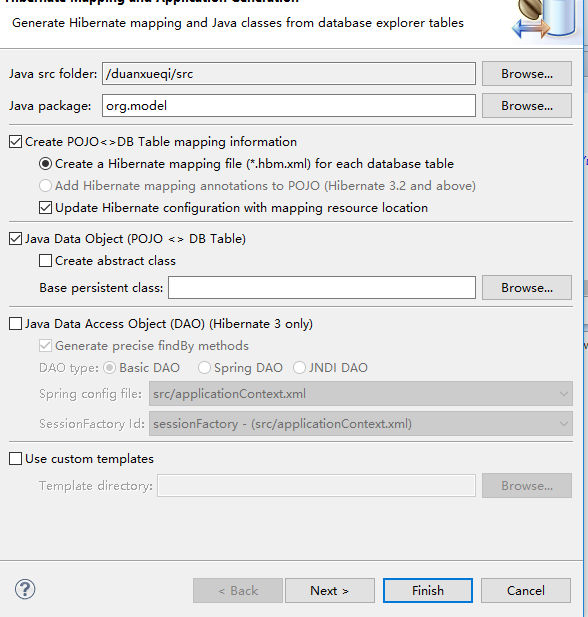 Hibernate Mapping and Application Generation
Generate Hibernate mapping and Java classes from database explorer tables
Java src folder: /duanxueqi/src Browse...
Java package: org.model Browse...
Create POJO<>DB Table mapping information
Create a Hibernate mapping file (*.hbm.xml) for each database table
Add Hibernate mapping annotations to POJO (Hibernate 3.2 and above)
Update Hibernate configuration with mapping resource location
Java Data Object (POJO <> DB Table)
Create abstract class
Base persistent class: Browse...
Java Data Access Object (DAO) (Hibernate 3 only)
Generate precise findBy methods
DAO type: Basic DAO Spring DAO JNDI DAO
Spring config file: src/applicationContext.xml
SessionFactory Id: sessionFactory - (src/applicationContext.xml)
Use custom templates
Template directory: Browse...
? < Back Next > Finish Cancel